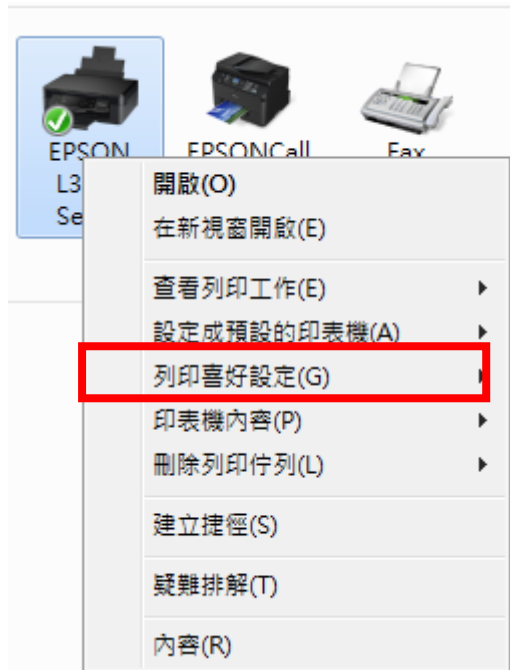 EPSON
EPSONCall
Fax
L3
Se
開啟(O)
在新視窗開啟(E)
查看列印工作(E)
設定成預設的印表機(A)
列印喜好設定(G)
印表機內容(P)
刪除列印佇列(L)
建立捷徑(S)
疑難排解(T)
內容(R)